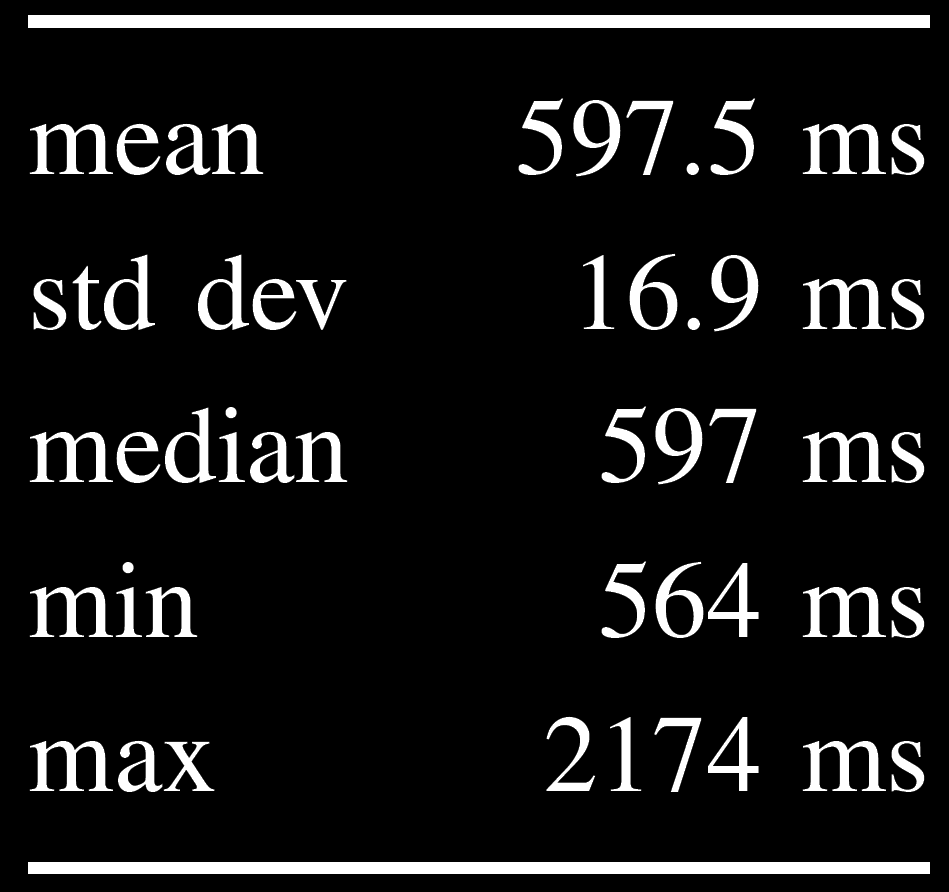 mean 597.5 ms
std dev 16.9 ms
median 597 ms
min 564 ms
max 2174 ms